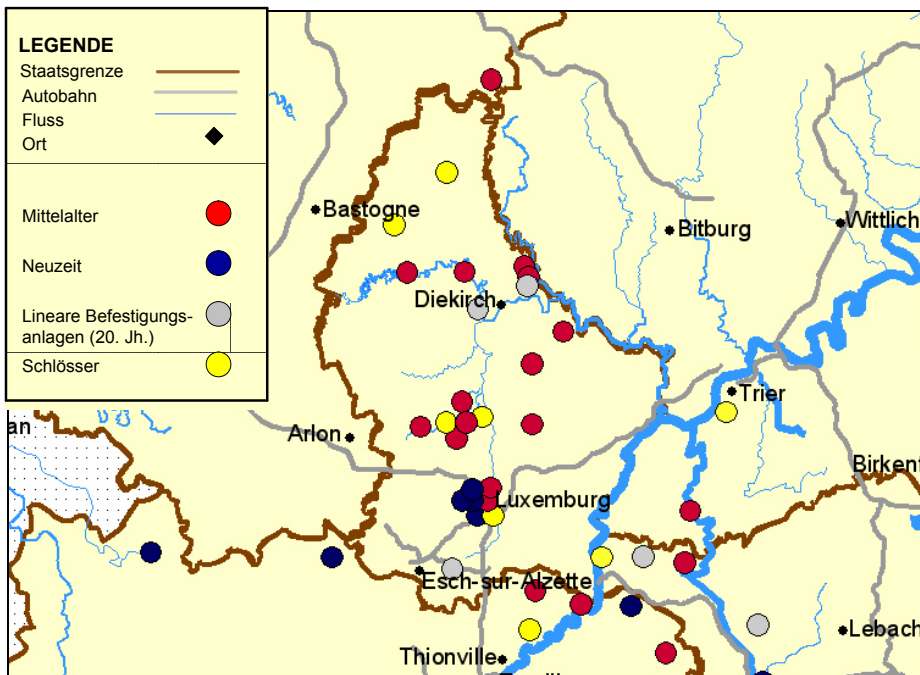 LEGENDE
Staatsgrenze
Autobahn
Fluss
Ort
Mittelalter
Neuzeit
Lineare Befestigungs-
anlagen (20. Jh.)
Schlösser
Bastogne
Bitburg
Wittlich
Diekirch
Trier
an
Arlon
Birkenf
Luxemburg
Esch-sur-Alzette
Lebach
Thionville